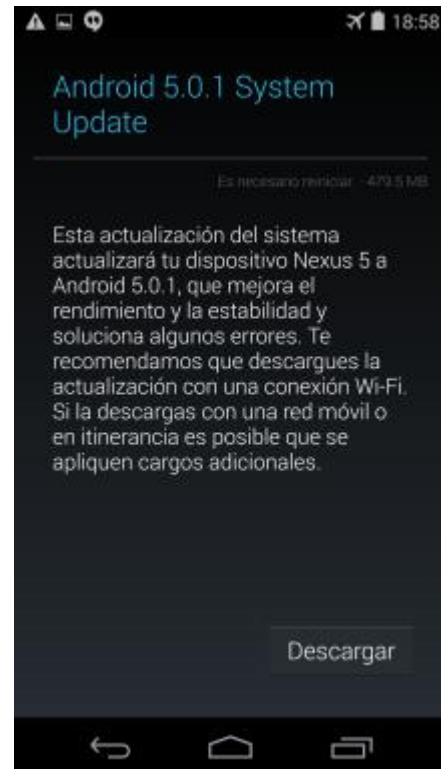 18:58
Android 5.0.1 System
Update
Es necesario reiniciar - 479.5 MB
Esta actualización del sistema
actualizará tu dispositivo Nexus 5 a
Android 5.0.1, que mejora el
rendimiento y la estabilidad y
soluciona algunos errores. Te
recomendamos que descargues la
actualización con una conexión Wi-Fi.
Si la descargas con una red móvil o
en itinerancia es posible que se
apliquen cargos adicionales.
Descargar